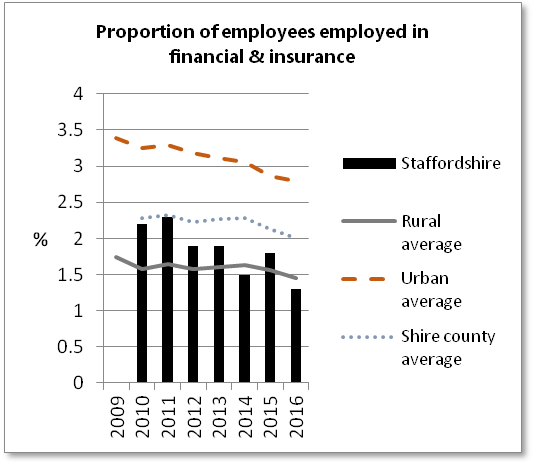 Proportion of employees employed in
financial & insurance
4
3.5
3
2.5
2
1.5
1
0.5
0
%
2009
2010
2011
2012
2013
2014
2015
2016
Staffordshire
Rural
average
Urban
average
Shire county
average